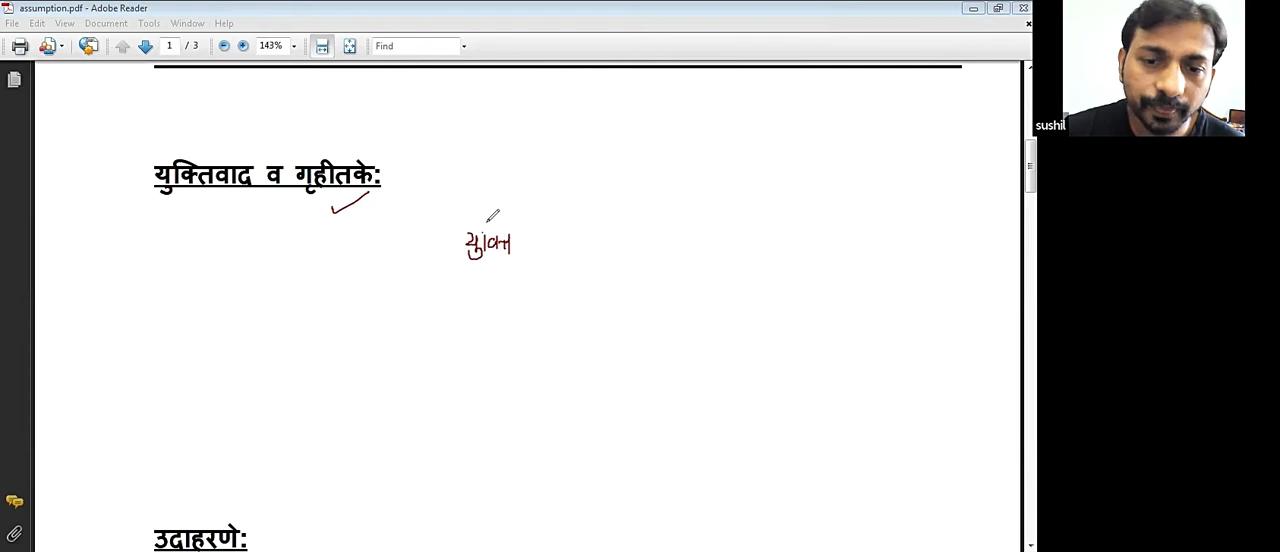 assumption.pdf - Adobe Reader
File Edit View Document Tools Window Help
1 / 3 143% Find
sushil
युक्तिवाद व गृहीतके:
उदाहरणे: